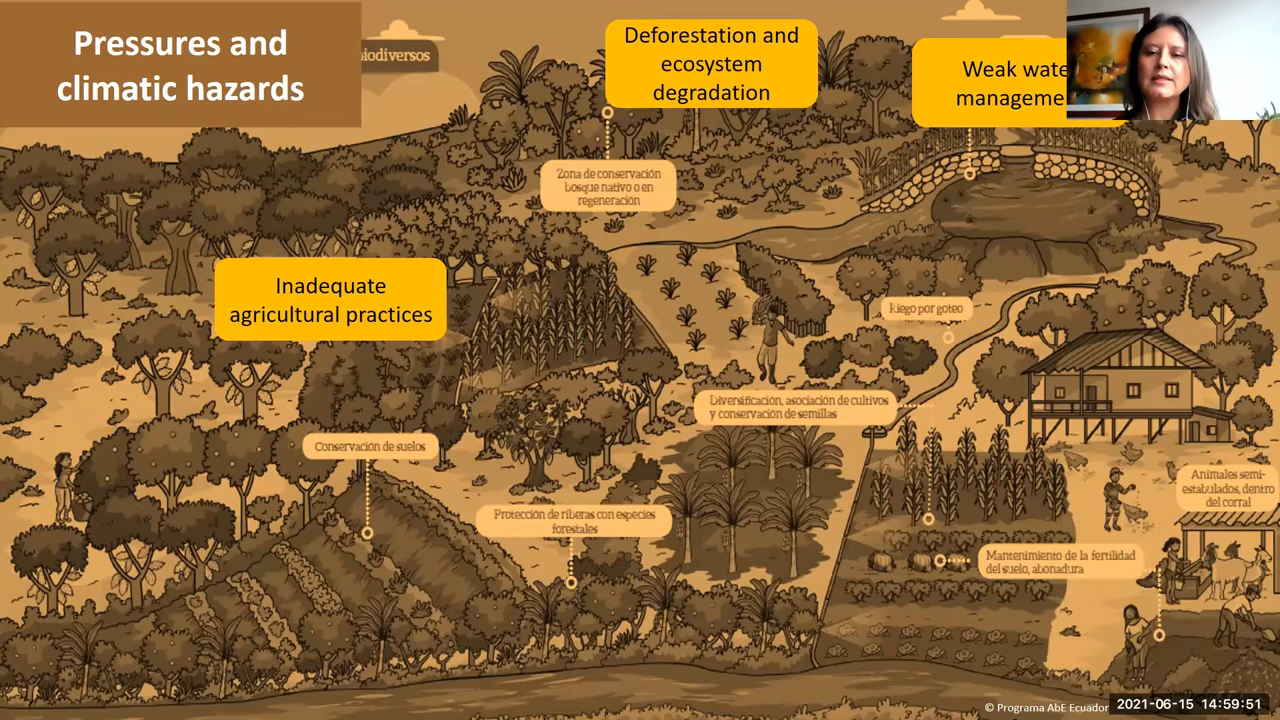 Pressures and
climatic hazards
biodiversos
Deforestation and
ecosystem
degradation
Weak
Zona de conservación
bosque nativo o en
regeneración
Inadequate
agricultural practices
Riego por goteo
Diversificación, asociación de cultivos
y conservación de semillas
Conservación de suelos
Animales semi-
estabulados, dentro
del corral
Protección de riberas con especies
forestales
Mantenimiento de la fertilidad
del suelo, abonadura
© Programa AbE Ecuador
2021-06-15 14:59:51